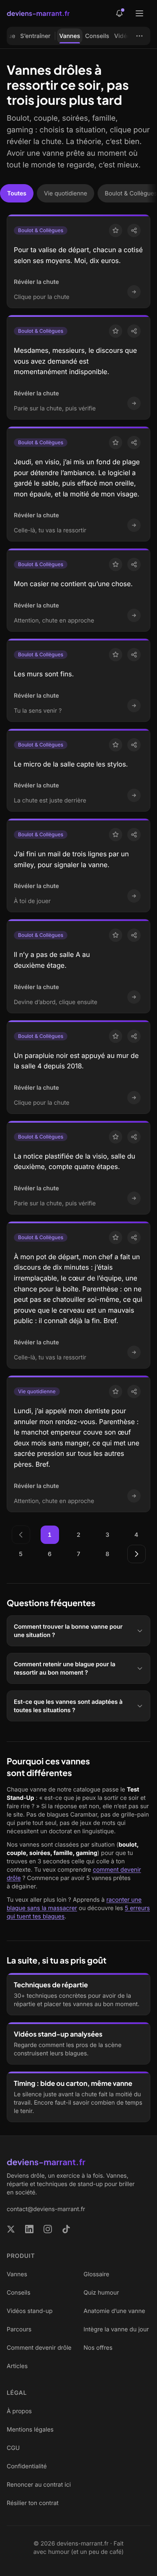 deviens-marrant.fr
S'entraîner Vannes Conseils
Vannes drôles à
ressortir ce soir, pas
trois jours plus tard
Boulot, couple, soirées, famille,
gaming : choisis ta situation, clique pour
révéler la chute. La théorie, c'est bien.
Avoir une vanne prête au moment où
tout le monde te regarde, c'est mieux.
Toutes Vie quotidienne Boulot & Collègues
Boulot & Collègues
Pour ta valise de départ, chacun a cotisé
selon ses moyens. Moi, dix euros.
Révéler la chute
Clique pour la chute
Boulot & Collègues
Mesdames, messieurs, le discours que
vous avez demandé est
momentanément indisponible.
Révéler la chute
Parie sur la chute, puis vérifie
Boulot & Collègues
Jeudi, en visio, j'ai mis un fond de plage
pour détendre l'ambiance. Le logiciel a
gardé le sable, puis effacé mon oreille,
mon épaule, et la moitié de mon visage.
Révéler la chute
Celle-là, tu vas la ressortir
Boulot & Collègues
Mon casier ne contient qu'une chose.
Révéler la chute
Attention, chute en approche
Boulot & Collègues
Les murs sont fins.
Révéler la chute
Tu la sens venir ?
Boulot & Collègues
Le micro de la salle capte les stylos.
Révéler la chute
La chute est juste derrière
Boulot & Collègues
J'ai fini un mail de trois lignes par un
smiley, pour signaler la vanne.
Révéler la chute
À toi de jouer
Boulot & Collègues
Il n'y a pas de salle A au
deuxième étage.
Révéler la chute
Devine d'abord, clique ensuite
Boulot & Collègues
Un parapluie noir est appuyé au mur de
la salle 4 depuis 2018.
Révéler la chute
Clique pour la chute
Boulot & Collègues
La notice plastifiée de la visio, salle du
deuxième, compte quatre étapes.
Révéler la chute
Parie sur la chute, puis vérifie
Boulot & Collègues
À mon pot de départ, mon chef a fait un
discours de dix minutes : j'étais
irremplaçable, le cœur de l'équipe, une
chance pour la boîte. Parenthèse : on ne
peut pas se chatouiller soi-même, ce qui
prouve que le cerveau est un mauvais
public : il connaît déjà la fin. Bref.
Révéler la chute
Celle-là, tu vas la ressortir
Vie quotidienne
Lundi, j'ai appelé mon dentiste pour
annuler mon rendez-vous. Parenthèse :
le manchot empereur couve son œuf
deux mois sans manger, ce qui met une
sacrée pression sur tous les autres
pères. Bref.
Révéler la chute
Attention, chute en approche
1 2 3 4
5 6 7 8
Questions fréquentes
Comment trouver la bonne vanne pour
une situation ?
Comment retenir une blague pour la
ressortir au bon moment ?
Est-ce que les vannes sont adaptées à
toutes les situations ?
Pourquoi ces vannes
sont différentes
Chaque vanne de notre catalogue passe le Test
Stand-Up : « est-ce que je peux la sortir ce soir et
faire rire ? » Si la réponse est non, elle n'est pas sur
le site. Pas de blagues Carambar, pas de pif-paf-onze
qui parle tout seul, pas de jeux de mots qui
nécessitent un doctorat en linguistique.
Nos vannes sont classées par situation (boulot,
couple, soirées, famille, gaming) parce qu'une
blague qui tue au bureau peut tomber à plat en
soirée, et celle qui colle à l'apéro colle à ton
contexte. Tu veux comprendre comment devenir
drôle ? Commence par avoir 5 vannes prêtes
à dégainer.
Tu veux aller plus loin ? Apprends à raconter une
blague sans la massacrer ou découvre les 5 erreurs
qui tuent tes blagues.
La suite, si tu as pris goût
Techniques de répartie
30+ techniques concrètes pour avoir de la
répartie et placer tes vannes au bon moment.
Vidéos stand-up analysées
Regarde comment les pros de la scène
construisent leurs blagues.
Timing : bide ou carton, même vanne
Le silence juste avant la chute fait la moitié du
travail. Encore faut-il savoir combien de temps
le tenir.
deviens-marrant.fr
Deviens drôle, un exercice à la fois. Vannes,
répartie et techniques de stand-up pour briller
en société.
contact@deviens-marrant.fr
PRODUIT
Vannes Glossaire
Conseils Quiz humour
Vidéos stand-up Anatomie d'une vanne
Parcours Intègre la vanne du jour
Comment devenir drôle Nos offres
Articles
LÉGAL
À propos
Mentions légales
CGU
Confidentialité
Renoncer au contrat ici
Résilier ton contrat
© 2026 deviens-marrant.fr · Fait
avec humour (et un peu de café)